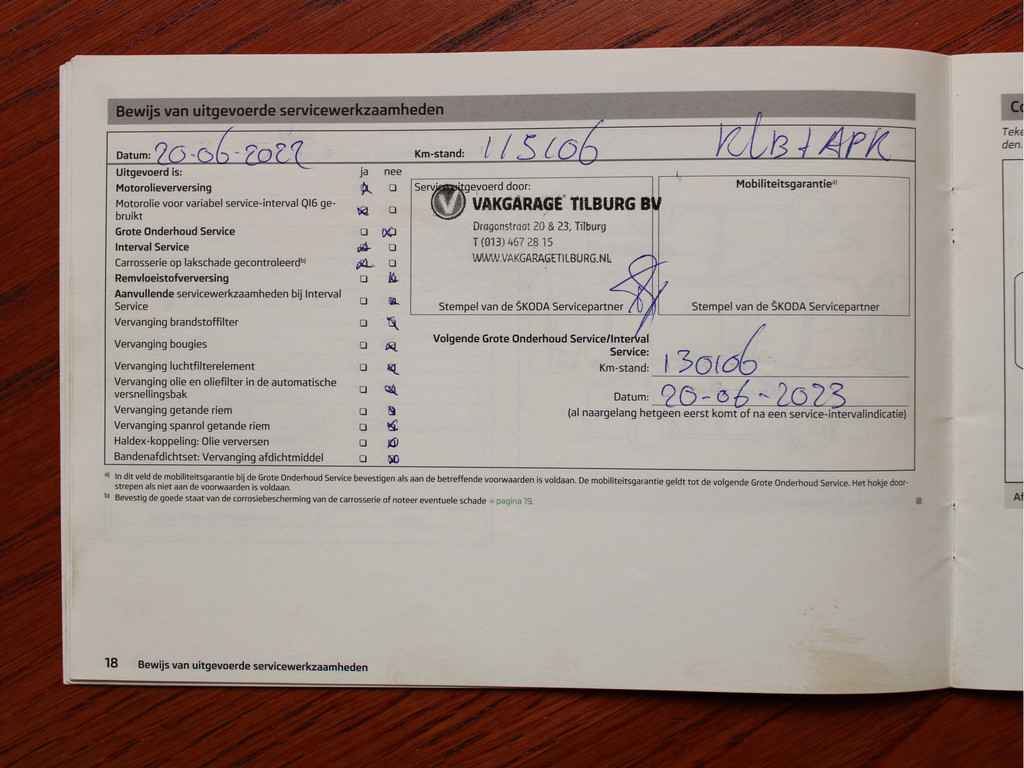 Bewijs van uitgevoerde servicewerkzaamheden
Datum: 20-06-2022
Km-stand: 115106
KLB + APK
Uitgevoerd is: ja nee
Motorolieverversing
Motorolie voor variabel service-interval QI6 ge-
bruikt
Grote Onderhoud Service
Interval Service
Carrosserie op lakschade gecontroleerdb)
Remvloeistofverversing
Aanvullende servicewerkzaamheden bij Interval
Service
Vervanging brandstoffilter
Vervanging bougies
Vervanging luchtfilterelement
Vervanging olie en oliefilter in de automatische
versnellingsbak
Vervanging getande riem
Vervanging spanrol getande riem
Haldex-koppeling: Olie verversen
Bandenafdichtset: Vervanging afdichtmiddel
Service uitgevoerd door:
VAKGARAGE TILBURG BV
Dragonstraat 20 & 23, Tilburg
T (013) 467 28 15
WWW.VAKGARAGETILBURG.NL
Stempel van de ŠKODA Servicepartner
Mobiliteitsgarantiea)
Stempel van de ŠKODA Servicepartner
Volgende Grote Onderhoud Service/Interval
Service:
Km-stand: 130106
Datum: 20-06-2023
(al naargelang hetgeen eerst komt of na een service-intervalindicatie)
a) In dit veld de mobiliteitsgarantie bij de Grote Onderhoud Service bevestigen als aan de betreffende voorwaarden is voldaan. De mobiliteitsgarantie geldt tot de volgende Grote Onderhoud Service. Het hokje door-
strepen als niet aan de voorwaarden is voldaan.
b) Bevestig de goede staat van de corrosiebescherming van de carrosserie of noteer eventuele schade » pagina 19.
18 Bewijs van uitgevoerde servicewerkzaamheden
Co
Teke
den.
Af